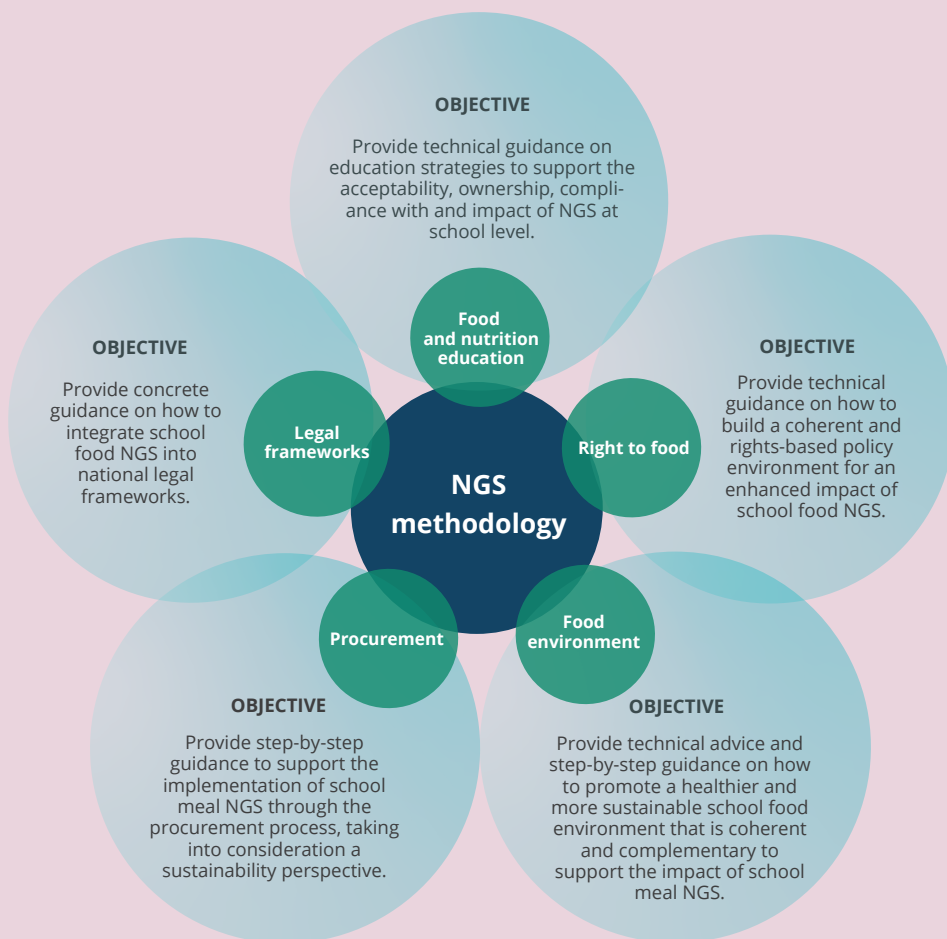 OBJECTIVE
Provide technical guidance on
education strategies to support the
acceptability, ownership, compli-
ance with and impact of NGS at
school level.
Food
and nutrition
education
OBJECTIVE
Provide concrete
guidance on how to
integrate school
food NGS into
national legal
frameworks.
Legal
frameworks
OBJECTIVE
Provide technical
guidance on how to
build a coherent and
rights-based policy
environment for an
enhanced impact of
school food NGS.
Right to food
NGS
methodology
Procurement
OBJECTIVE
Provide step-by-step
guidance to support the
implementation of school
meal NGS through the
procurement process, taking
into consideration a
sustainability perspective.
Food
environment
OBJECTIVE
Provide technical advice and
step-by-step guidance on how
to promote a healthier and
more sustainable school food
environment that is coherent
and complementary to
support the impact of school
meal NGS.